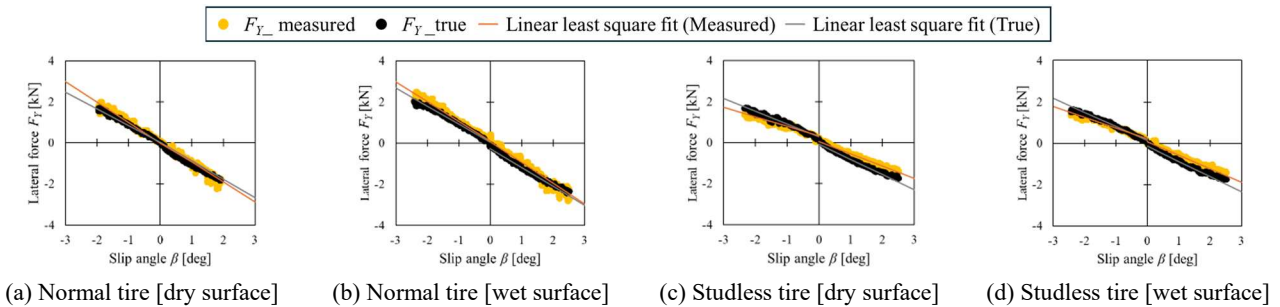 F_Y_ measured F_Y_true Linear least square fit (Measured) Linear least square fit (True)
4
2
0
-2
-4
-3 -2 -1 0 1 2 3
Lateral force F_Y [kN]
Slip angle β [deg]
(a) Normal tire [dry surface]
4
2
0
-2
-4
-3 -2 -1 0 1 2 3
Lateral force F_Y [kN]
Slip angle β [deg]
(b) Normal tire [wet surface]
4
2
0
-2
-4
-3 -2 -1 0 1 2 3
Lateral force F_Y [kN]
Slip angle β [deg]
(c) Studless tire [dry surface]
4
2
0
-2
-4
-3 -2 -1 0 1 2 3
Lateral force F_Y [kN]
Slip angle β [deg]
(d) Studless tire [wet surface]